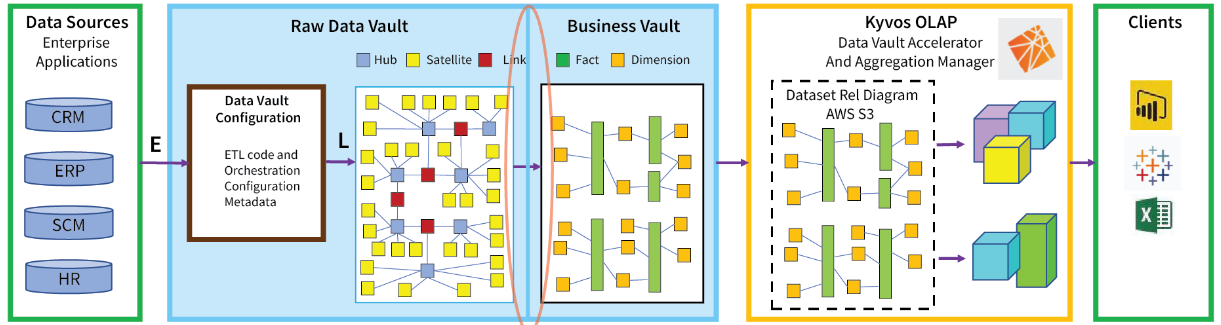 Data Sources
Enterprise
Applications
CRM
ERP
SCM
HR
E
Raw Data Vault
Hub
Satellite
Link
Data Vault
Configuration
ETL code and
Orchestration
Configuration
Metadata
L
Business Vault
Fact
Dimension
Kyvos OLAP
Data Vault Accelerator
And Aggregation Manager
Dataset Rel Diagram
AWS S3
Clients